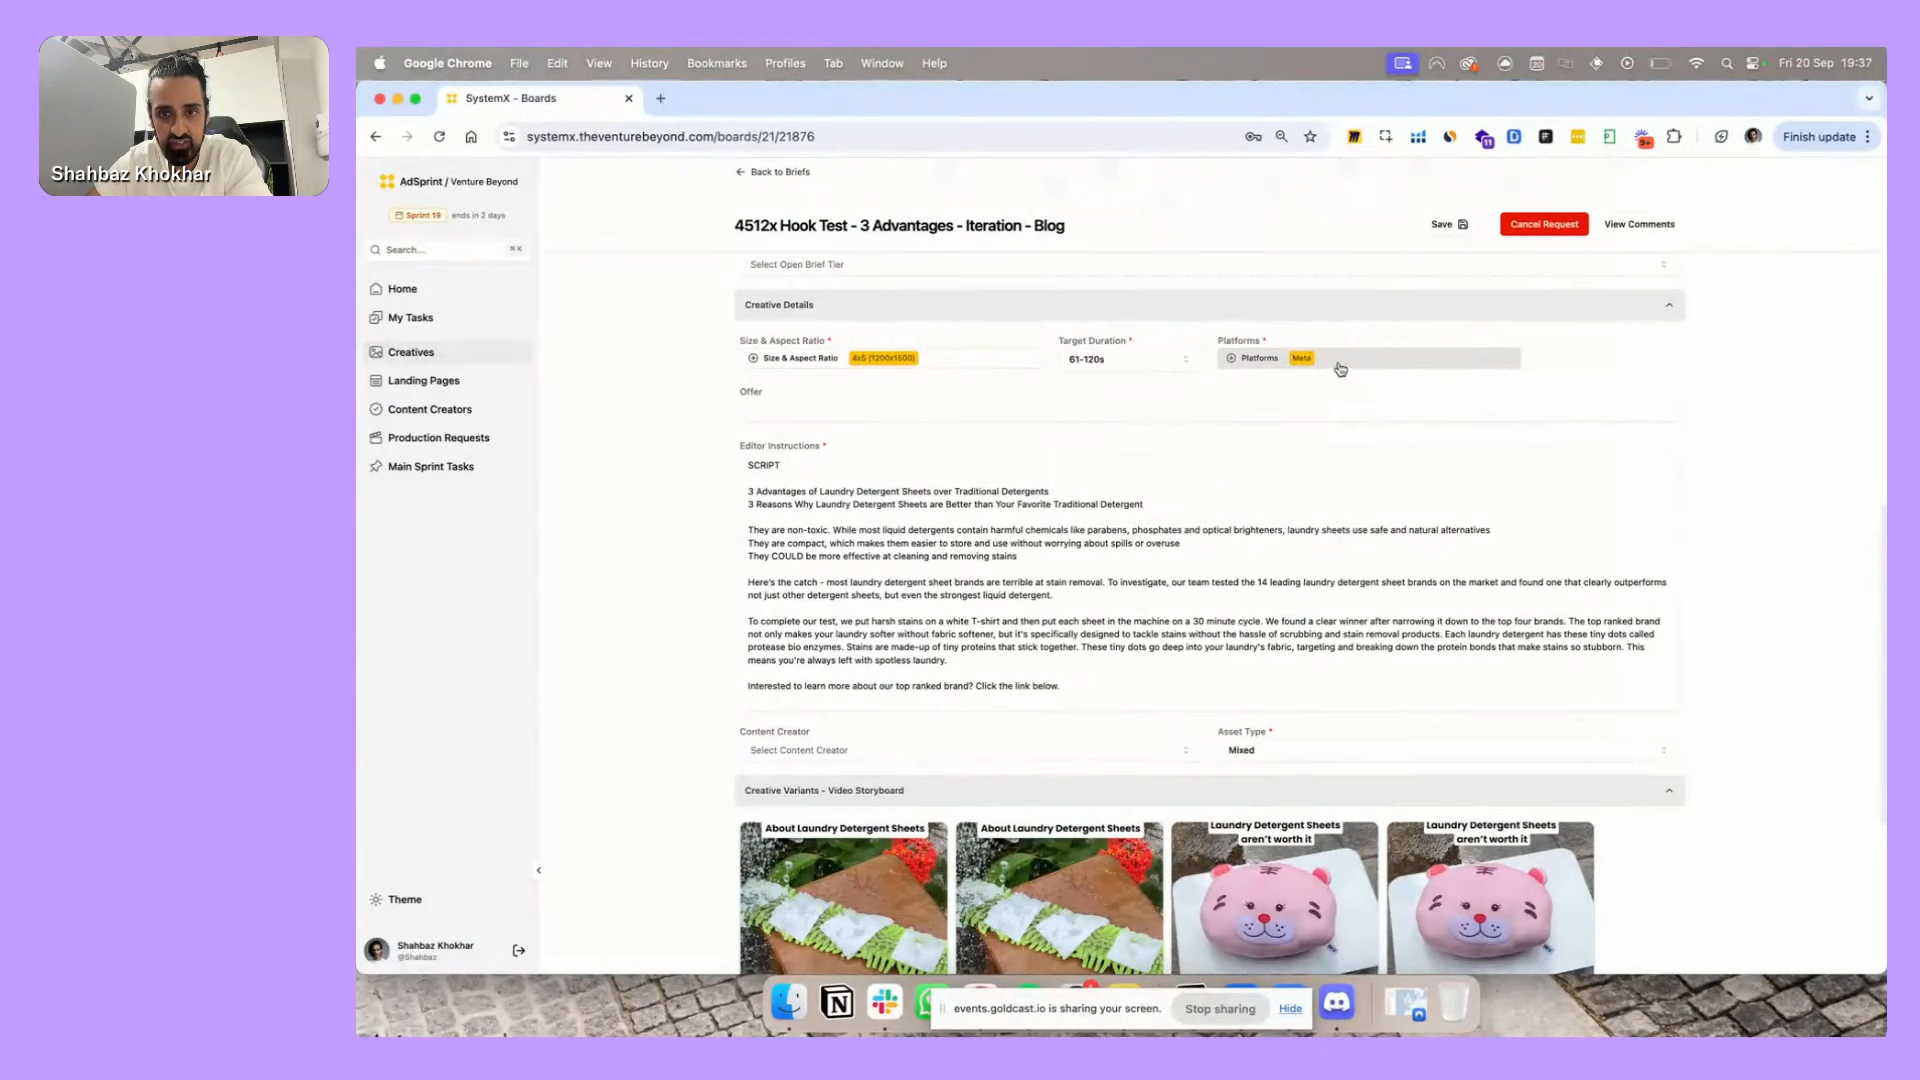 Shahbaz Khokhar
Google Chrome File Edit View History Bookmarks Profiles Tab Window Help
Fri 20 Sep 19:37
SystemX - Boards
systemx.theventurebeyond.com/boards/21/21876
11
9+
Finish update
AdSprint / Venture Beyond
Sprint 19 ends in 2 days
Search... ⌘K
Home
My Tasks
Creatives
Landing Pages
Content Creators
Production Requests
Main Sprint Tasks
Theme
Shahbaz Khokhar
@Shahbaz
Back to Briefs
4512x Hook Test - 3 Advantages - Iteration - Blog
Save
Cancel Request
View Comments
Select Open Brief Tier
Creative Details
Size & Aspect Ratio * Target Duration * Platforms *
Size & Aspect Ratio 4x5 (1200x1500) 61-120s Platforms Meta
Offer
Editor Instructions *
SCRIPT
3 Advantages of Laundry Detergent Sheets over Traditional Detergents
3 Reasons Why Laundry Detergent Sheets are Better than Your Favorite Traditional Detergent
They are non-toxic. While most liquid detergents contain harmful chemicals like parabens, phosphates and optical brighteners, laundry sheets use safe and natural alternatives
They are compact, which makes them easier to store and use without worrying about spills or overuse
They COULD be more effective at cleaning and removing stains
Here's the catch - most laundry detergent sheet brands are terrible at stain removal. To investigate, our team tested the 14 leading laundry detergent sheet brands on the market and found one that clearly outperforms
not just other detergent sheets, but even the strongest liquid detergent.
To complete our test, we put harsh stains on a white T-shirt and then put each sheet in the machine on a 30 minute cycle. We found a clear winner after narrowing it down to the top four brands. The top ranked brand
not only makes your laundry softer without fabric softener, but it's specifically designed to tackle stains without the hassle of scrubbing and stain removal products. Each laundry detergent has these tiny dots called
protease bio enzymes. Stains are made-up of tiny proteins that stick together. These tiny dots go deep into your laundry's fabric, targeting and breaking down the protein bonds that make stains so stubborn. This
means you're always left with spotless laundry.
Interested to learn more about our top ranked brand? Click the link below.
Content Creator Asset Type *
Select Content Creator Mixed
Creative Variants - Video Storyboard
About Laundry Detergent Sheets
About Laundry Detergent Sheets
Laundry Detergent Sheets
aren't worth it
Laundry Detergent Sheets
aren't worth it
events.goldcast.io is sharing your screen. Stop sharing Hide